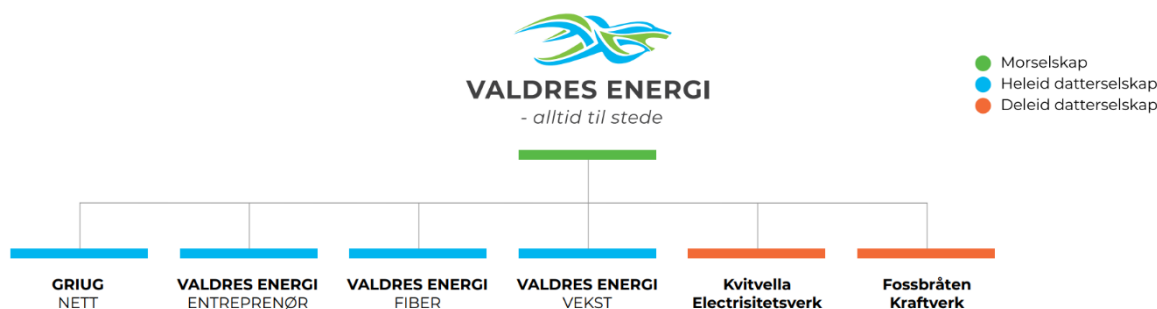 VALDRES ENERGI
- alltid til stede
Morselskap
Heleid datterselskap
Deleid datterselskap
GRIUG
NETT
VALDRES ENERGI
ENTREPRENØR
VALDRES ENERGI
FIBER
VALDRES ENERGI
VEKST
Kvitvella
Electrisitetsverk
Fossbråten
Kraftverk